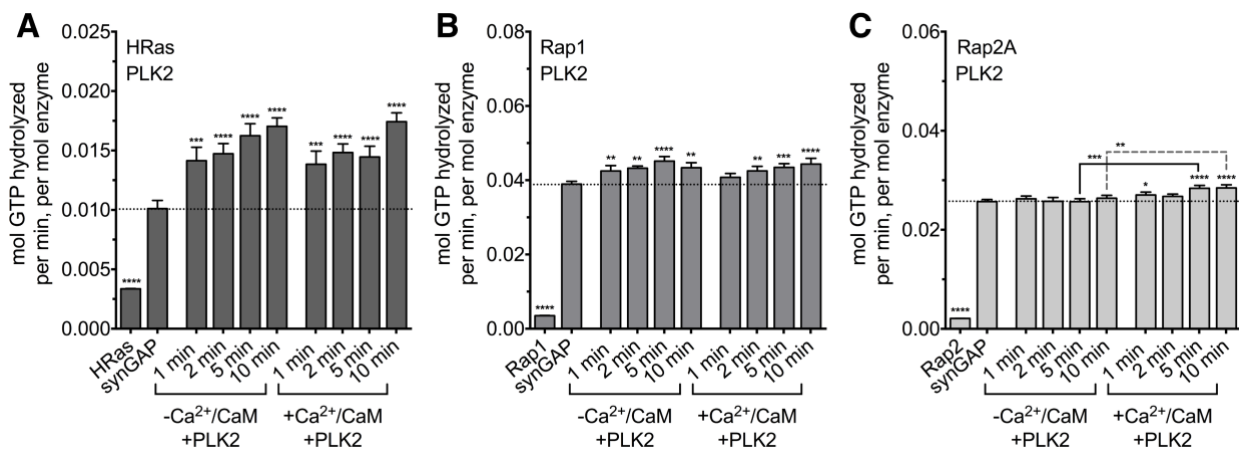 A
HRas
PLK2
mol GTP hydrolyzed
per min, per mol enzyme
0.025
0.020
0.015
0.010
0.005
0.000
****
***
****
****
****
***
****
****
****
HRas
synGAP
1 min
2 min
5 min
10 min
1 min
2 min
5 min
10 min
-Ca²⁺/CaM
+PLK2
+Ca²⁺/CaM
+PLK2
B
Rap1
PLK2
mol GTP hydrolyzed
per min, per mol enzyme
0.08
0.06
0.04
0.02
0.00
****
**
**
****
**
**
***
****
Rap1
synGAP
1 min
2 min
5 min
10 min
1 min
2 min
5 min
10 min
-Ca²⁺/CaM
+PLK2
+Ca²⁺/CaM
+PLK2
C
Rap2A
PLK2
mol GTP hydrolyzed
per min, per mol enzyme
0.06
0.04
0.02
0.00
**
***
****
*
****
****
Rap2
synGAP
1 min
2 min
5 min
10 min
1 min
2 min
5 min
10 min
-Ca²⁺/CaM
+PLK2
+Ca²⁺/CaM
+PLK2